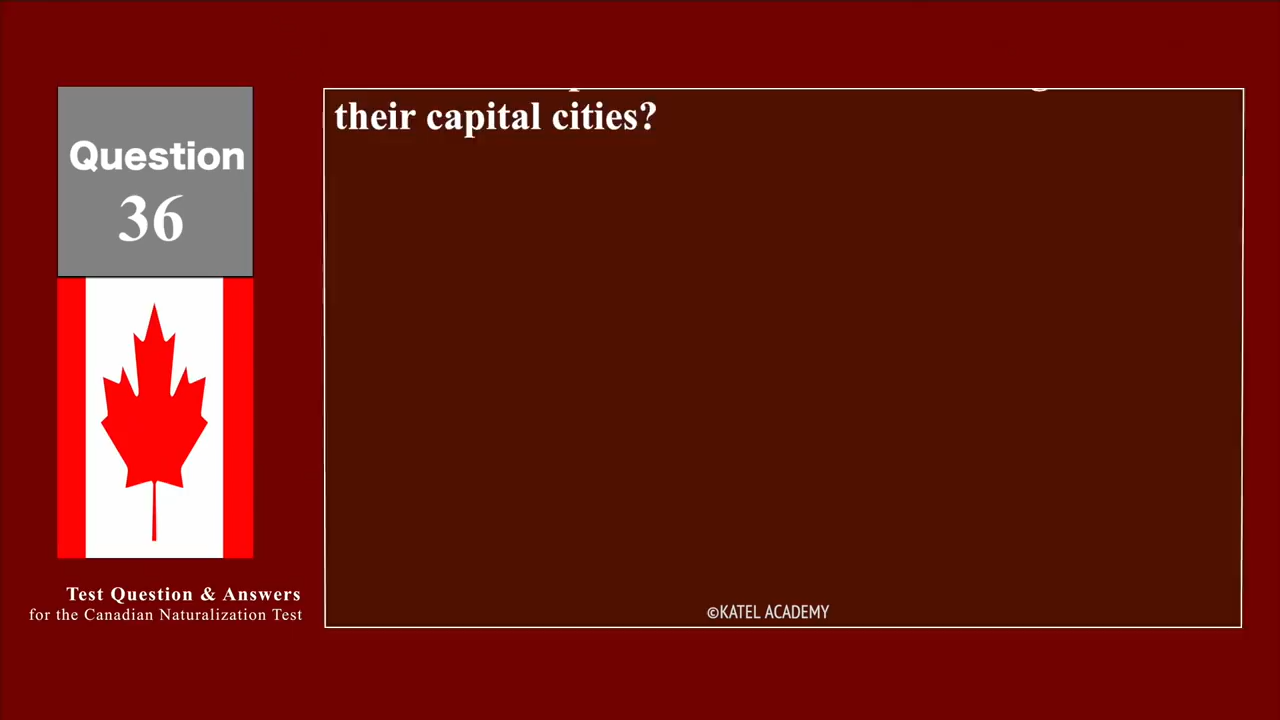 Question
36
their capital cities?
Test Question & Answers
for the Canadian Naturalization Test
©KATEL ACADEMY